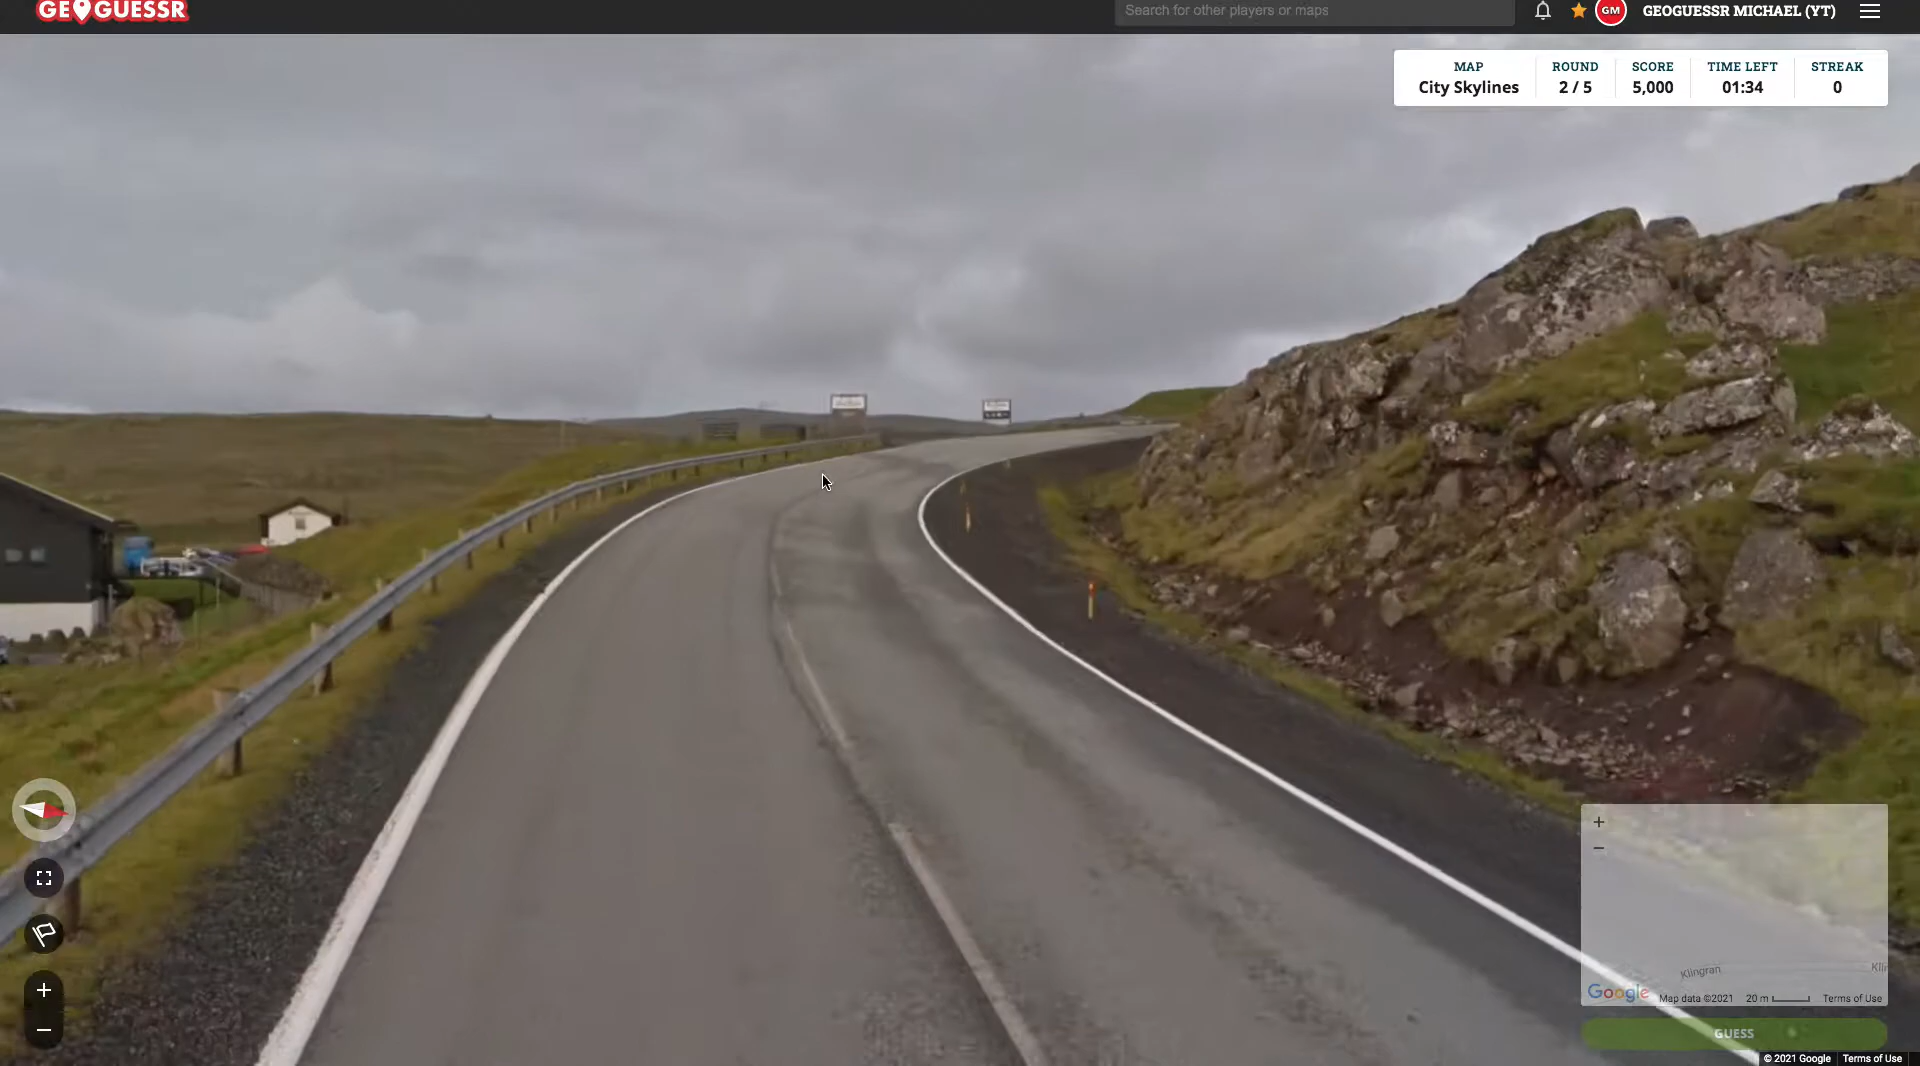 GEOGUESSR
Search for other players or maps
GM
GEOGUESSR MICHAEL (YT)
MAP
City Skylines
ROUND
2 / 5
SCORE
5,000
TIME LEFT
01:34
STREAK
0
+
−
Klingran
Kli
Google
Map data ©2021
20 m
Terms of Use
GUESS
+
−
© 2021 Google
Terms of Use